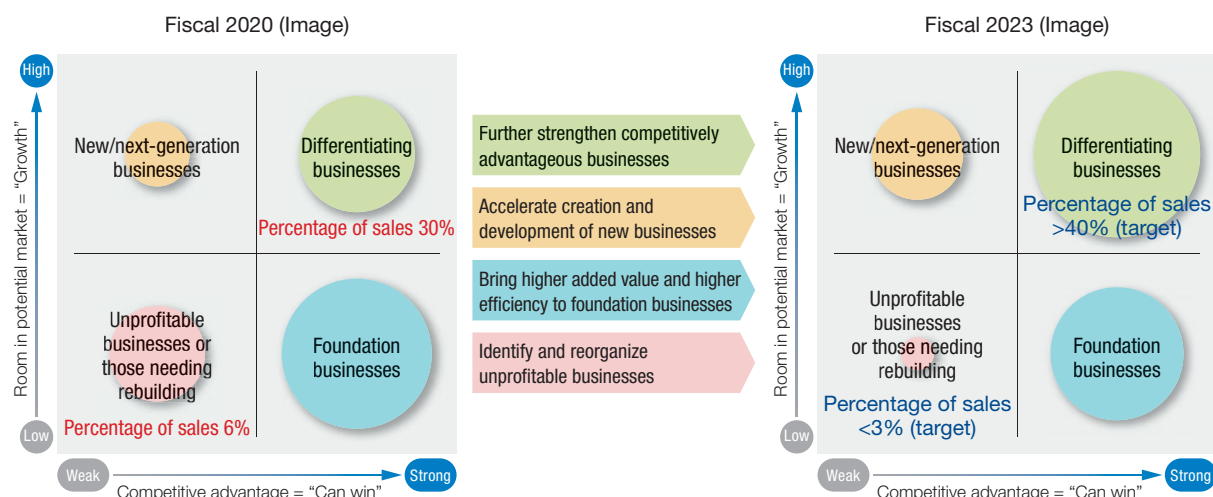 Fiscal 2020 (Image)
High
Room in potential market = “Growth”
Low
New/next-generation
businesses
Differentiating
businesses
Percentage of sales 30%
Unprofitable
businesses or
those needing
rebuilding
Percentage of sales 6%
Foundation
businesses
Weak
Strong
Competitive advantage = “Can win”
Further strengthen competitively
advantageous businesses
Accelerate creation and
development of new businesses
Bring higher added value and higher
efficiency to foundation businesses
Identify and reorganize
unprofitable businesses
Fiscal 2023 (Image)
High
Room in potential market = “Growth”
Low
New/next-generation
businesses
Differentiating
businesses
Percentage of sales
>40% (target)
Unprofitable
businesses
or those needing
rebuilding
Percentage of sales
<3% (target)
Foundation
businesses
Weak
Strong
Competitive advantage = “Can win”